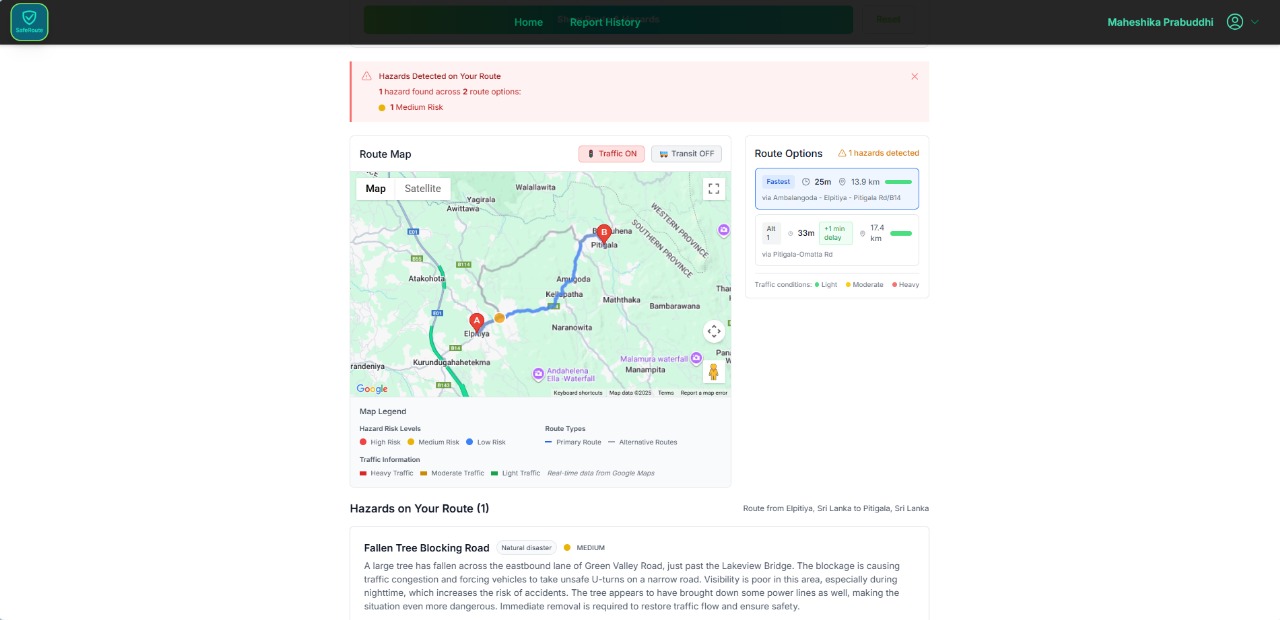 SafeRoute
Home
Report History
Maheshika Prabuddhi
Reset
Hazards Detected on Your Route
1 hazard found across 2 route options:
1 Medium Risk
Route Map
Traffic ON
Transit OFF
Map
Satellite
Walallawita
Yagirala
Awittawa
WESTERN PROVINCE
SOUTHERN PROVINCE
B
Pitigala
E01
B14
Atakohota
Amugoda
Maththaka
Bambarawana
E01
A
Elpitiya
Naranowita
B14
Kurundugahahetekma
Malamura waterfall
Manampita
Andahelena
Ella -Waterfall
Google
Keyboard shortcuts
Map data ©2025
Terms
Report a map error
Map Legend
Hazard Risk Levels
High Risk
Medium Risk
Low Risk
Route Types
Primary Route
Alternative Routes
Traffic Information
Heavy Traffic
Moderate Traffic
Light Traffic
Real-time data from Google Maps
Route Options
1 hazards detected
Fastest
25m
13.9 km
via Ambalangoda - Elpitiya - Pitigala Rd/B14
Alt
1
33m
+1 min
delay
17.4
km
via Pitigala-Omatta Rd
Traffic conditions:
Light
Moderate
Heavy
Hazards on Your Route (1)
Route from Elpitiya, Sri Lanka to Pitigala, Sri Lanka
Fallen Tree Blocking Road
Natural disaster
MEDIUM
A large tree has fallen across the eastbound lane of Green Valley Road, just past the Lakeview Bridge. The blockage is causing
traffic congestion and forcing vehicles to take unsafe U-turns on a narrow road. Visibility is poor in this area, especially during
nighttime, which increases the risk of accidents. The tree appears to have brought down some power lines as well, making the
situation even more dangerous. Immediate removal is required to restore traffic flow and ensure safety.